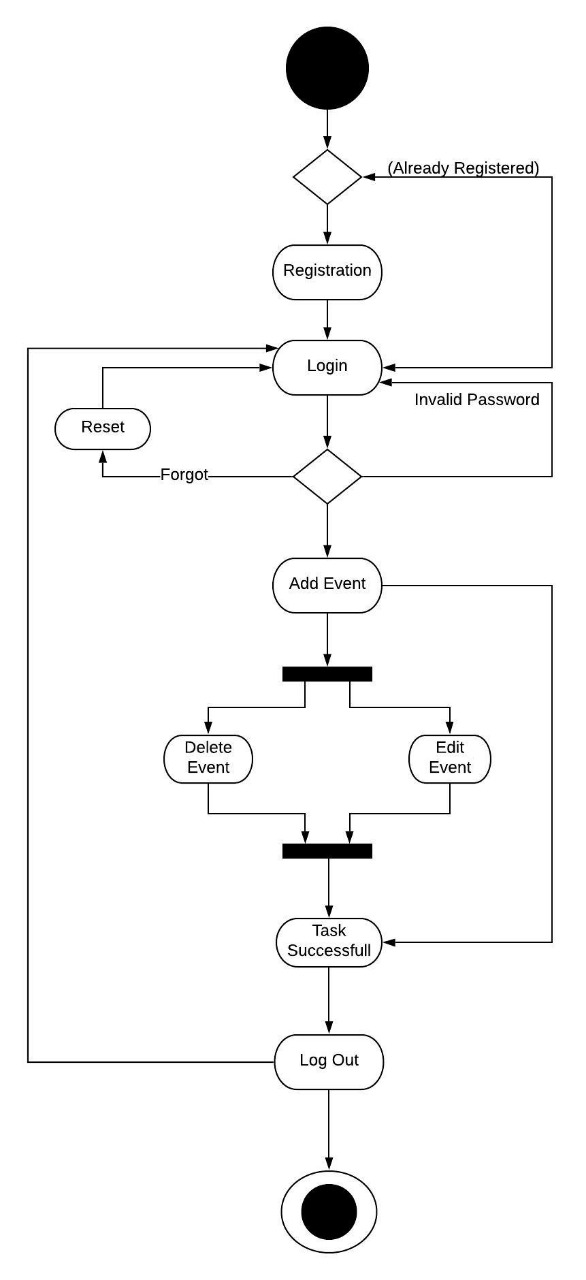 (Already Registered)
Registration
Login
Invalid Password
Reset
Forgot
Add Event
Delete
Event
Edit
Event
Task
Successfull
Log Out